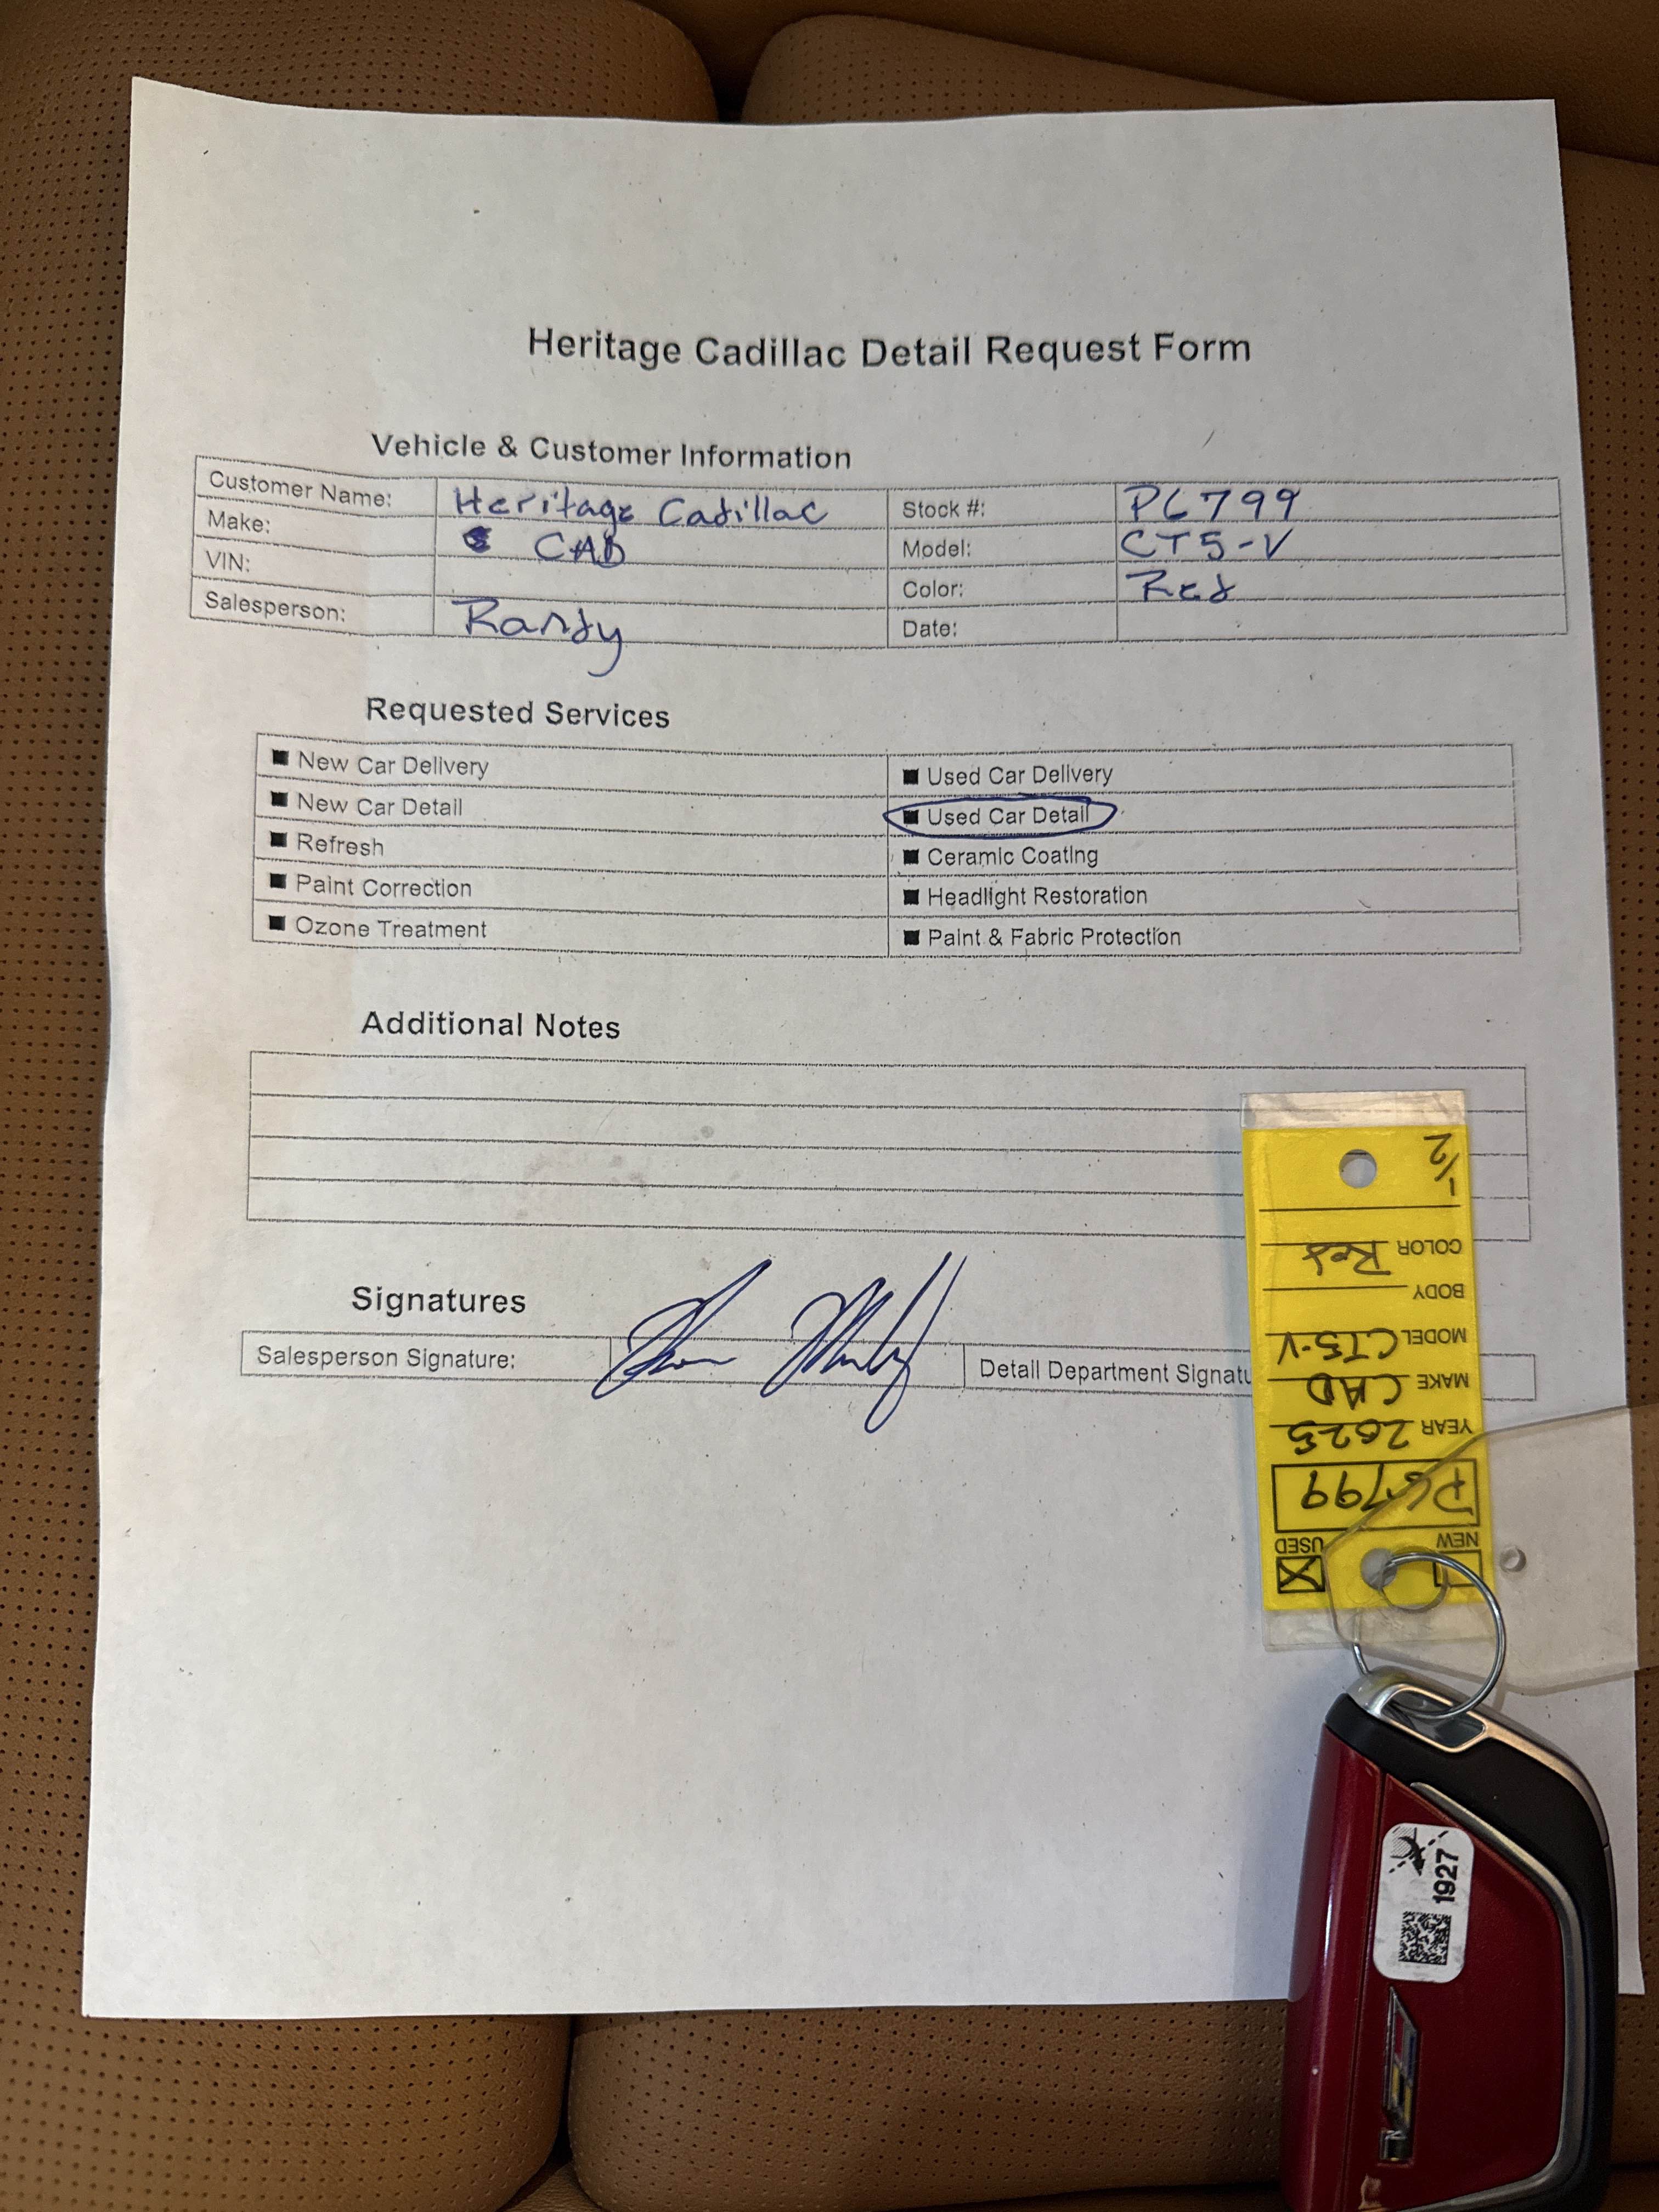 Heritage Cadillac Detail Request Form
Vehicle & Customer Information
Customer Name: Heritage Cadillac Stock #: P6799
Make: CAD Model: CT5-V
VIN: Color: Red
Salesperson: Randy Date:
Requested Services
■ New Car Delivery ■ Used Car Delivery
■ New Car Detail ■ Used Car Detail
■ Refresh ■ Ceramic Coating
■ Paint Correction ■ Headlight Restoration
■ Ozone Treatment ■ Paint & Fabric Protection
Additional Notes
Signatures
Salesperson Signature: Detail Department Signatu
NEW USED
P6799
YEAR 2025
MAKE CAD
MODEL CT5-V
BODY
COLOR Red
1/2
1927